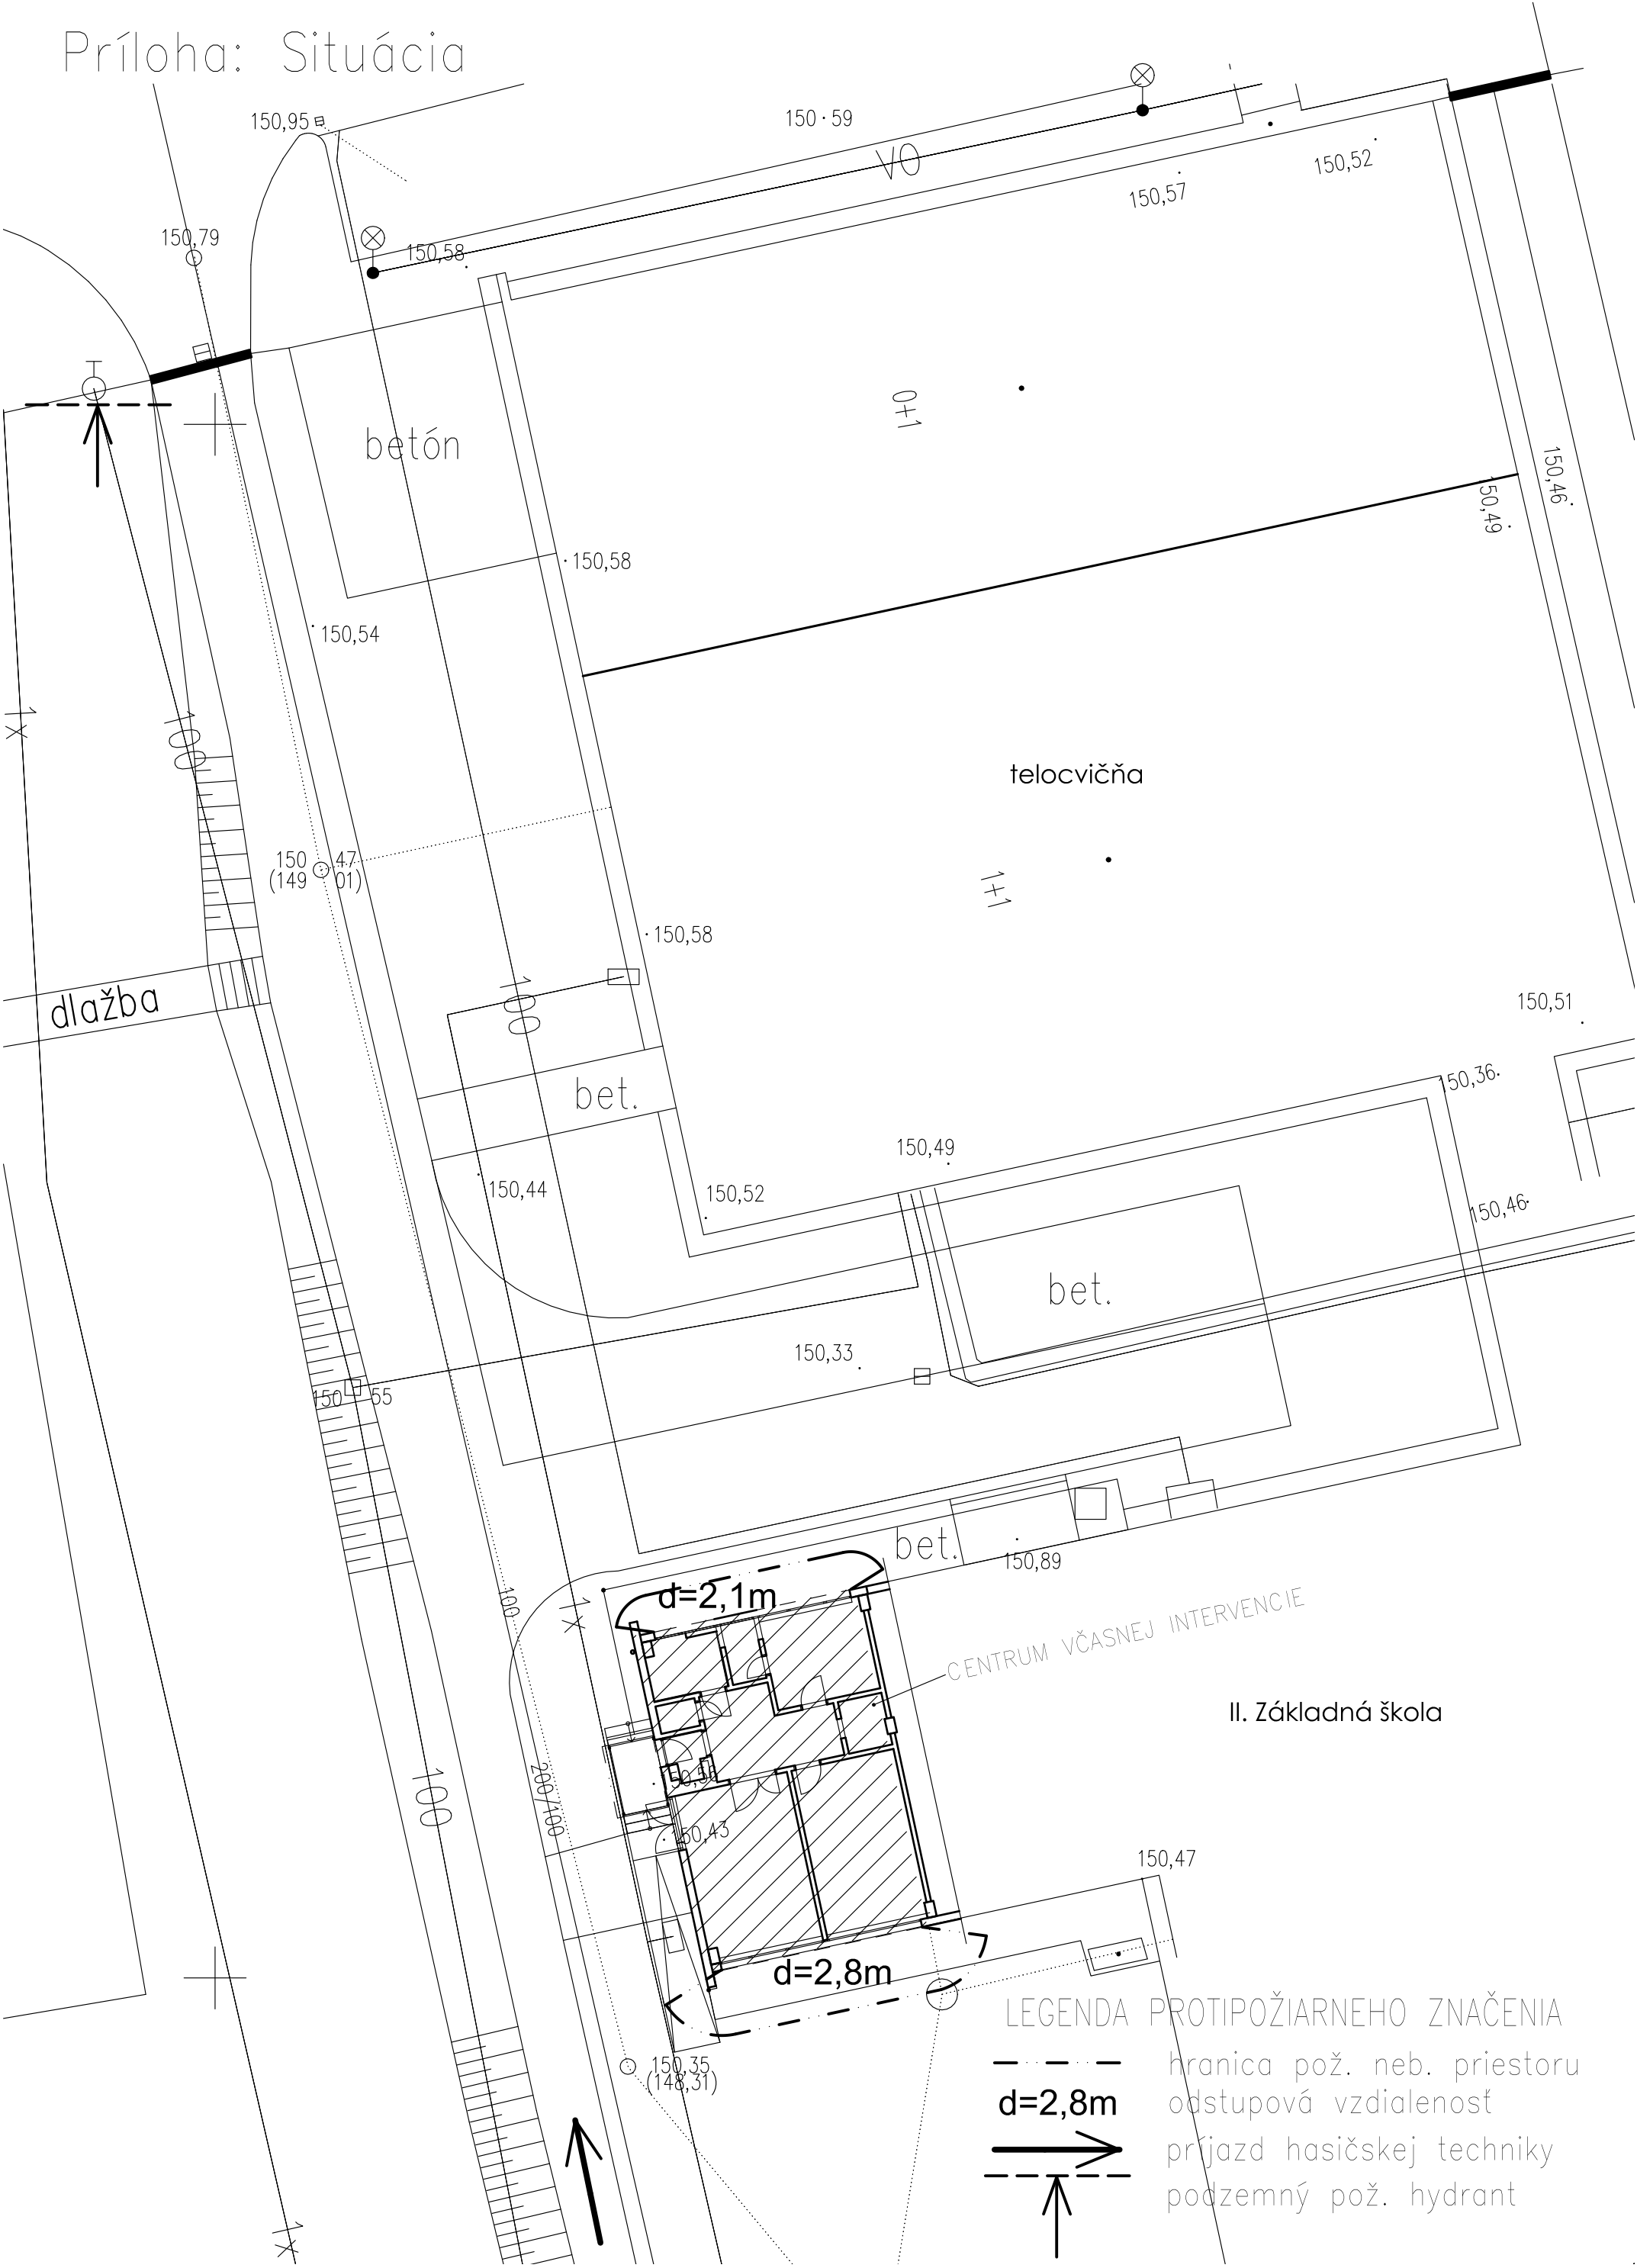 Príloha: Situácia
150,95
150·59
VO
150,52
150,57
150,79
150,58
0+1
betón
150,46
150,49
150,58
150,54
1x
100
telocvičňa
150 47
(149 01)
1+1
150,58
dlažba
100
150,51
bet.
150,36
150,49
150,44
150,52
150,46
bet.
150,33
150 55
bet.
150,89
d=2,1m
100
1x
CENTRUM VČASNEJ INTERVENCIE
II. Základná škola
100
200/100
150,43
150,47
d=2,8m
LEGENDA PROTIPOŽIARNEHO ZNAČENIA
150,35
(148,31)
hranica pož. neb. priestoru
d=2,8m odstupová vzdialenosť
príjazd hasičskej techniky
podzemný pož. hydrant
1x